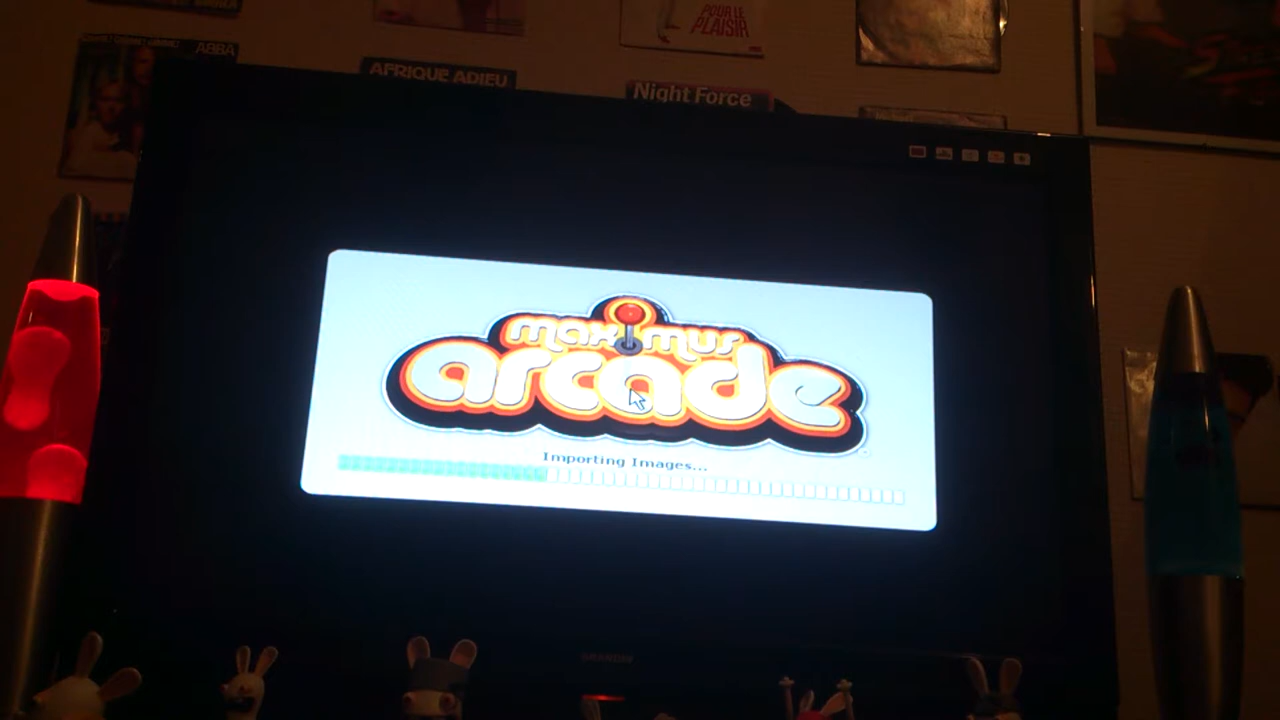 POUR LE
PLAISIR
ABBA
AFRIQUE ADIEU
Night Force
maximus
arcade
Importing Images...